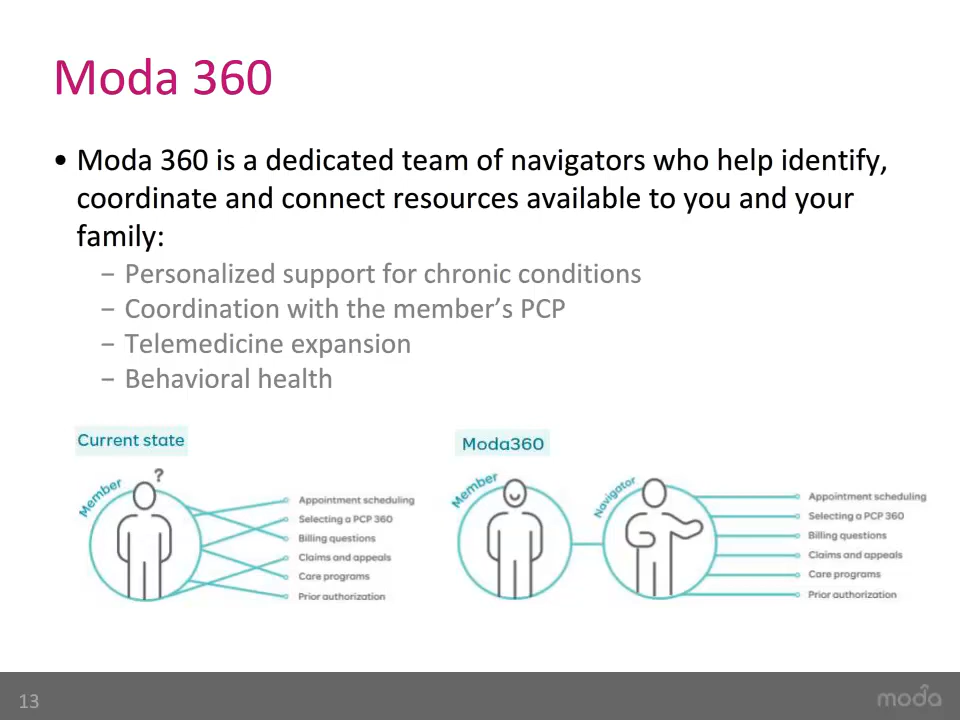 Moda 360
• Moda 360 is a dedicated team of navigators who help identify,
coordinate and connect resources available to you and your
family:
– Personalized support for chronic conditions
– Coordination with the member’s PCP
– Telemedicine expansion
– Behavioral health
Current state
Member
?
Appointment scheduling
Selecting a PCP 360
Billing questions
Claims and appeals
Care programs
Prior authorization
Moda360
Member
Navigator
Appointment scheduling
Selecting a PCP 360
Billing questions
Claims and appeals
Care programs
Prior authorization
13
moda